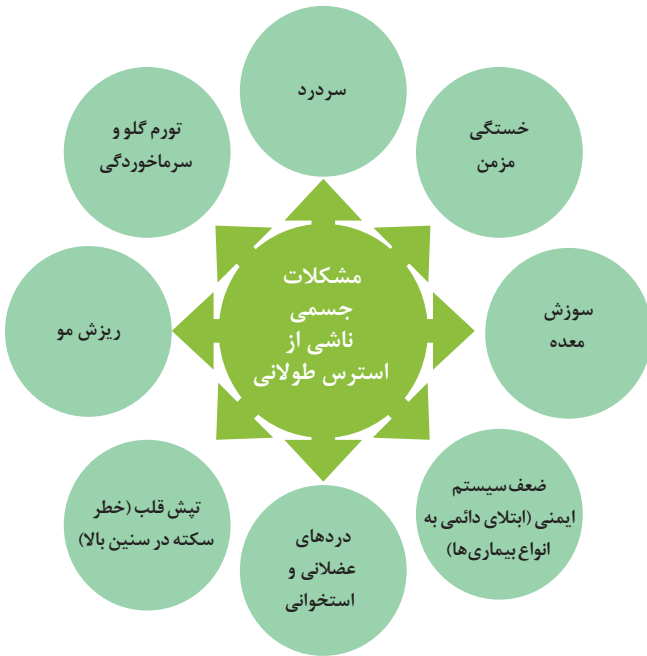 مشکلات
جسمی
ناشی از
استرس طولانی
سردرد
خستگی
مزمن
سوزش
معده
ضعف سیستم
ایمنی (ابتلای دائمی به
انواع بیماری‌ها)
دردهای
عضلانی و
استخوانی
تپش قلب (خطر
سکته در سنین بالا)
ریزش مو
تورم گلو و
سرماخوردگی